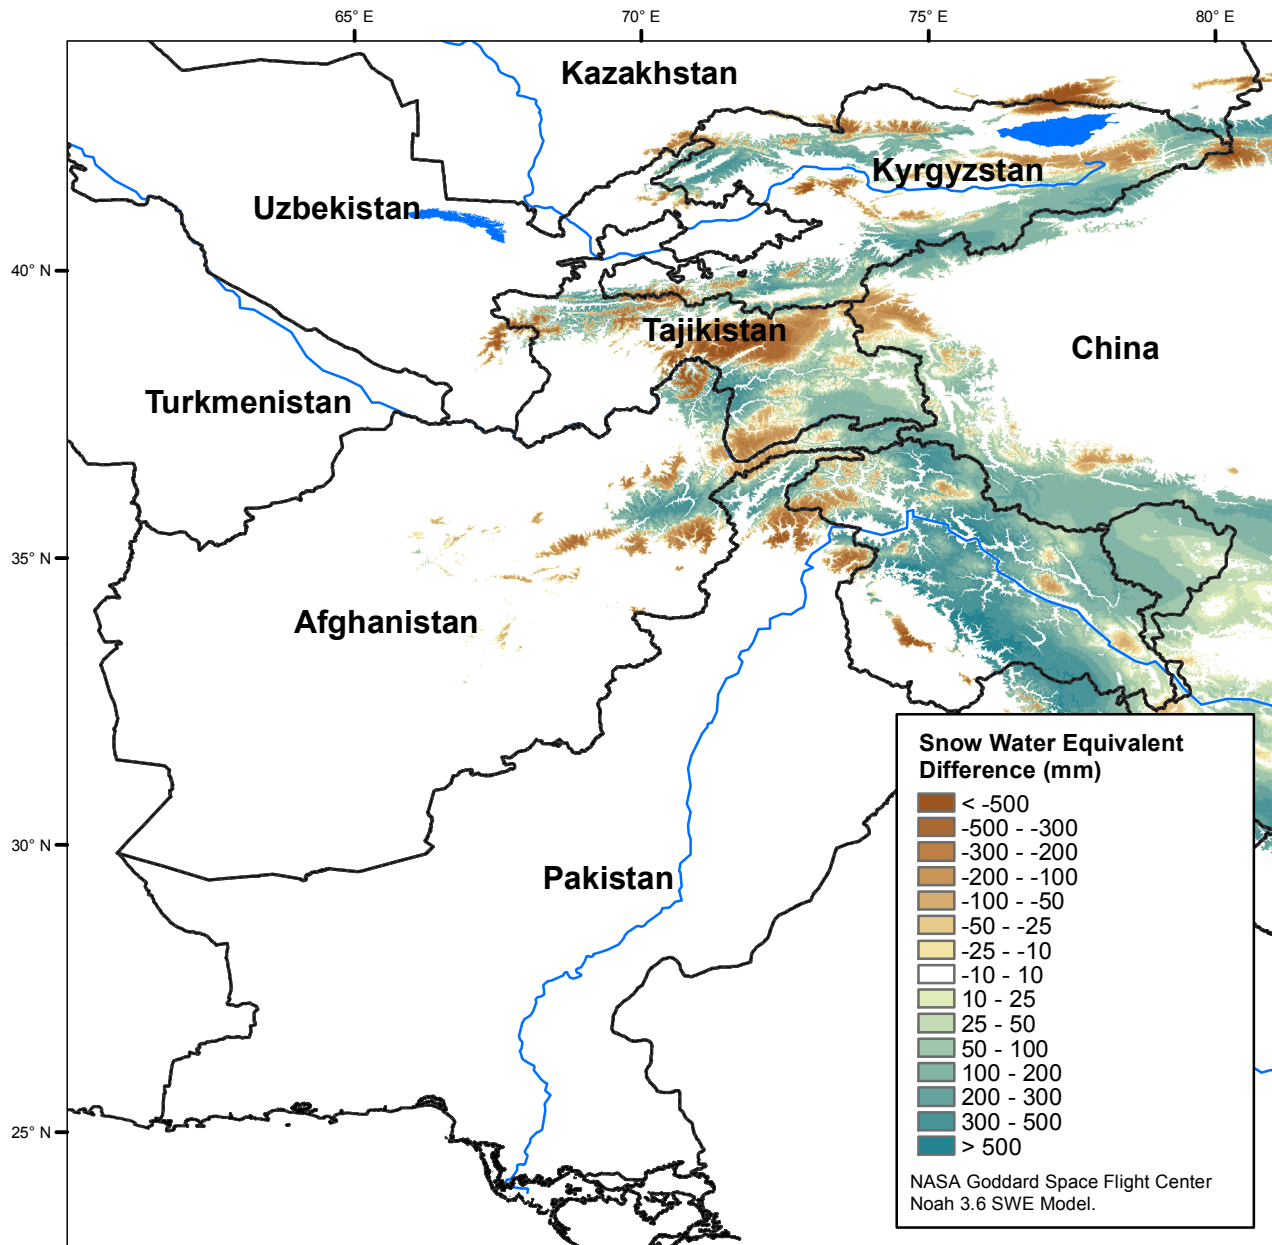 65° E
70° E
75° E
80° E
Kazakhstan
Kyrgyzstan
Uzbekistan
40° N
Tajikistan
China
Turkmenistan
35° N
Afghanistan
Snow Water Equivalent
Difference (mm)
< -500
-500 - -300
-300 - -200
-200 - -100
-100 - -50
-50 - -25
-25 - -10
-10 - 10
10 - 25
25 - 50
50 - 100
100 - 200
200 - 300
300 - 500
> 500
NASA Goddard Space Flight Center
Noah 3.6 SWE Model.
30° N
Pakistan
25° N